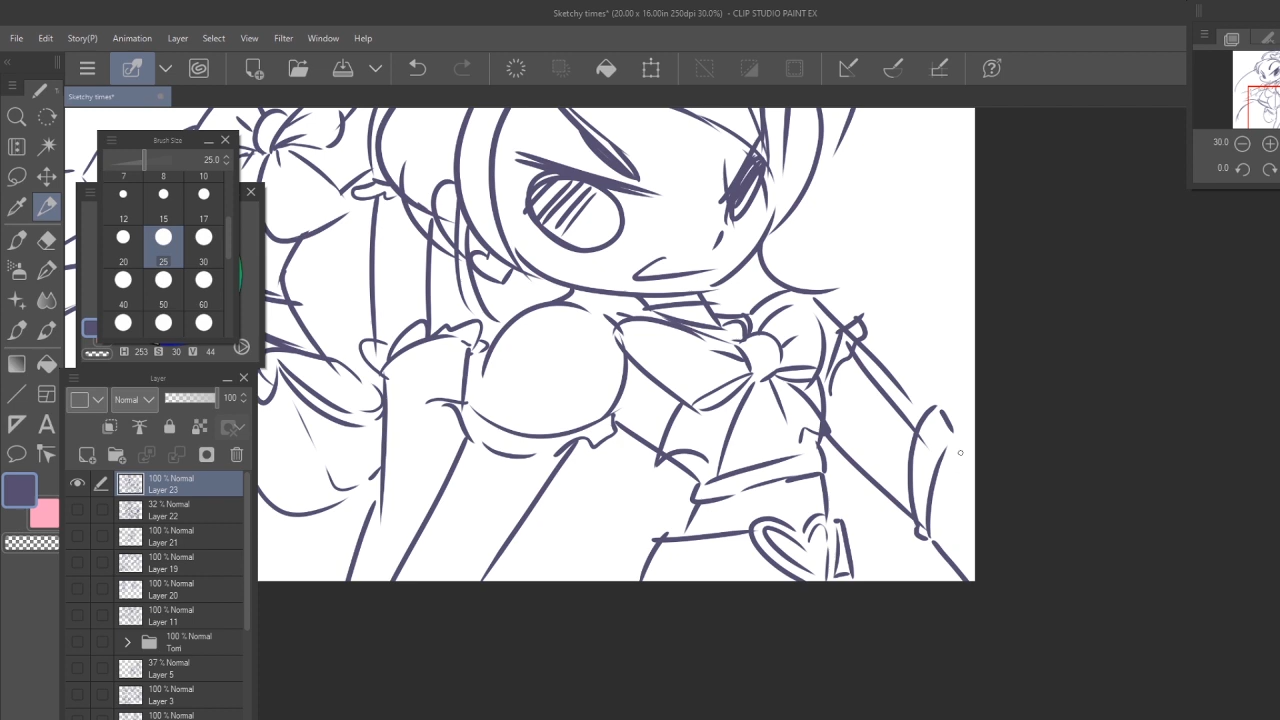 Sketchy times* (20.00 x 16.00in 250dpi 30.0%) - CLIP STUDIO PAINT EX
File Edit Story(P) Animation Layer Select View Filter Window Help
Sketchy times*
Brush Size
25.0
7 8 10
12 15 17
20 25 30
40 50 60
H 253 S 30 V 44
Layer
Normal 100
100 % Normal
Layer 23
32 % Normal
Layer 22
100 % Normal
Layer 21
100 % Normal
Layer 19
100 % Normal
Layer 20
100 % Normal
Layer 11
100 % Normal
Tom
37 % Normal
Layer 5
100 % Normal
Layer 3
100 % Normal
30.0
0.0